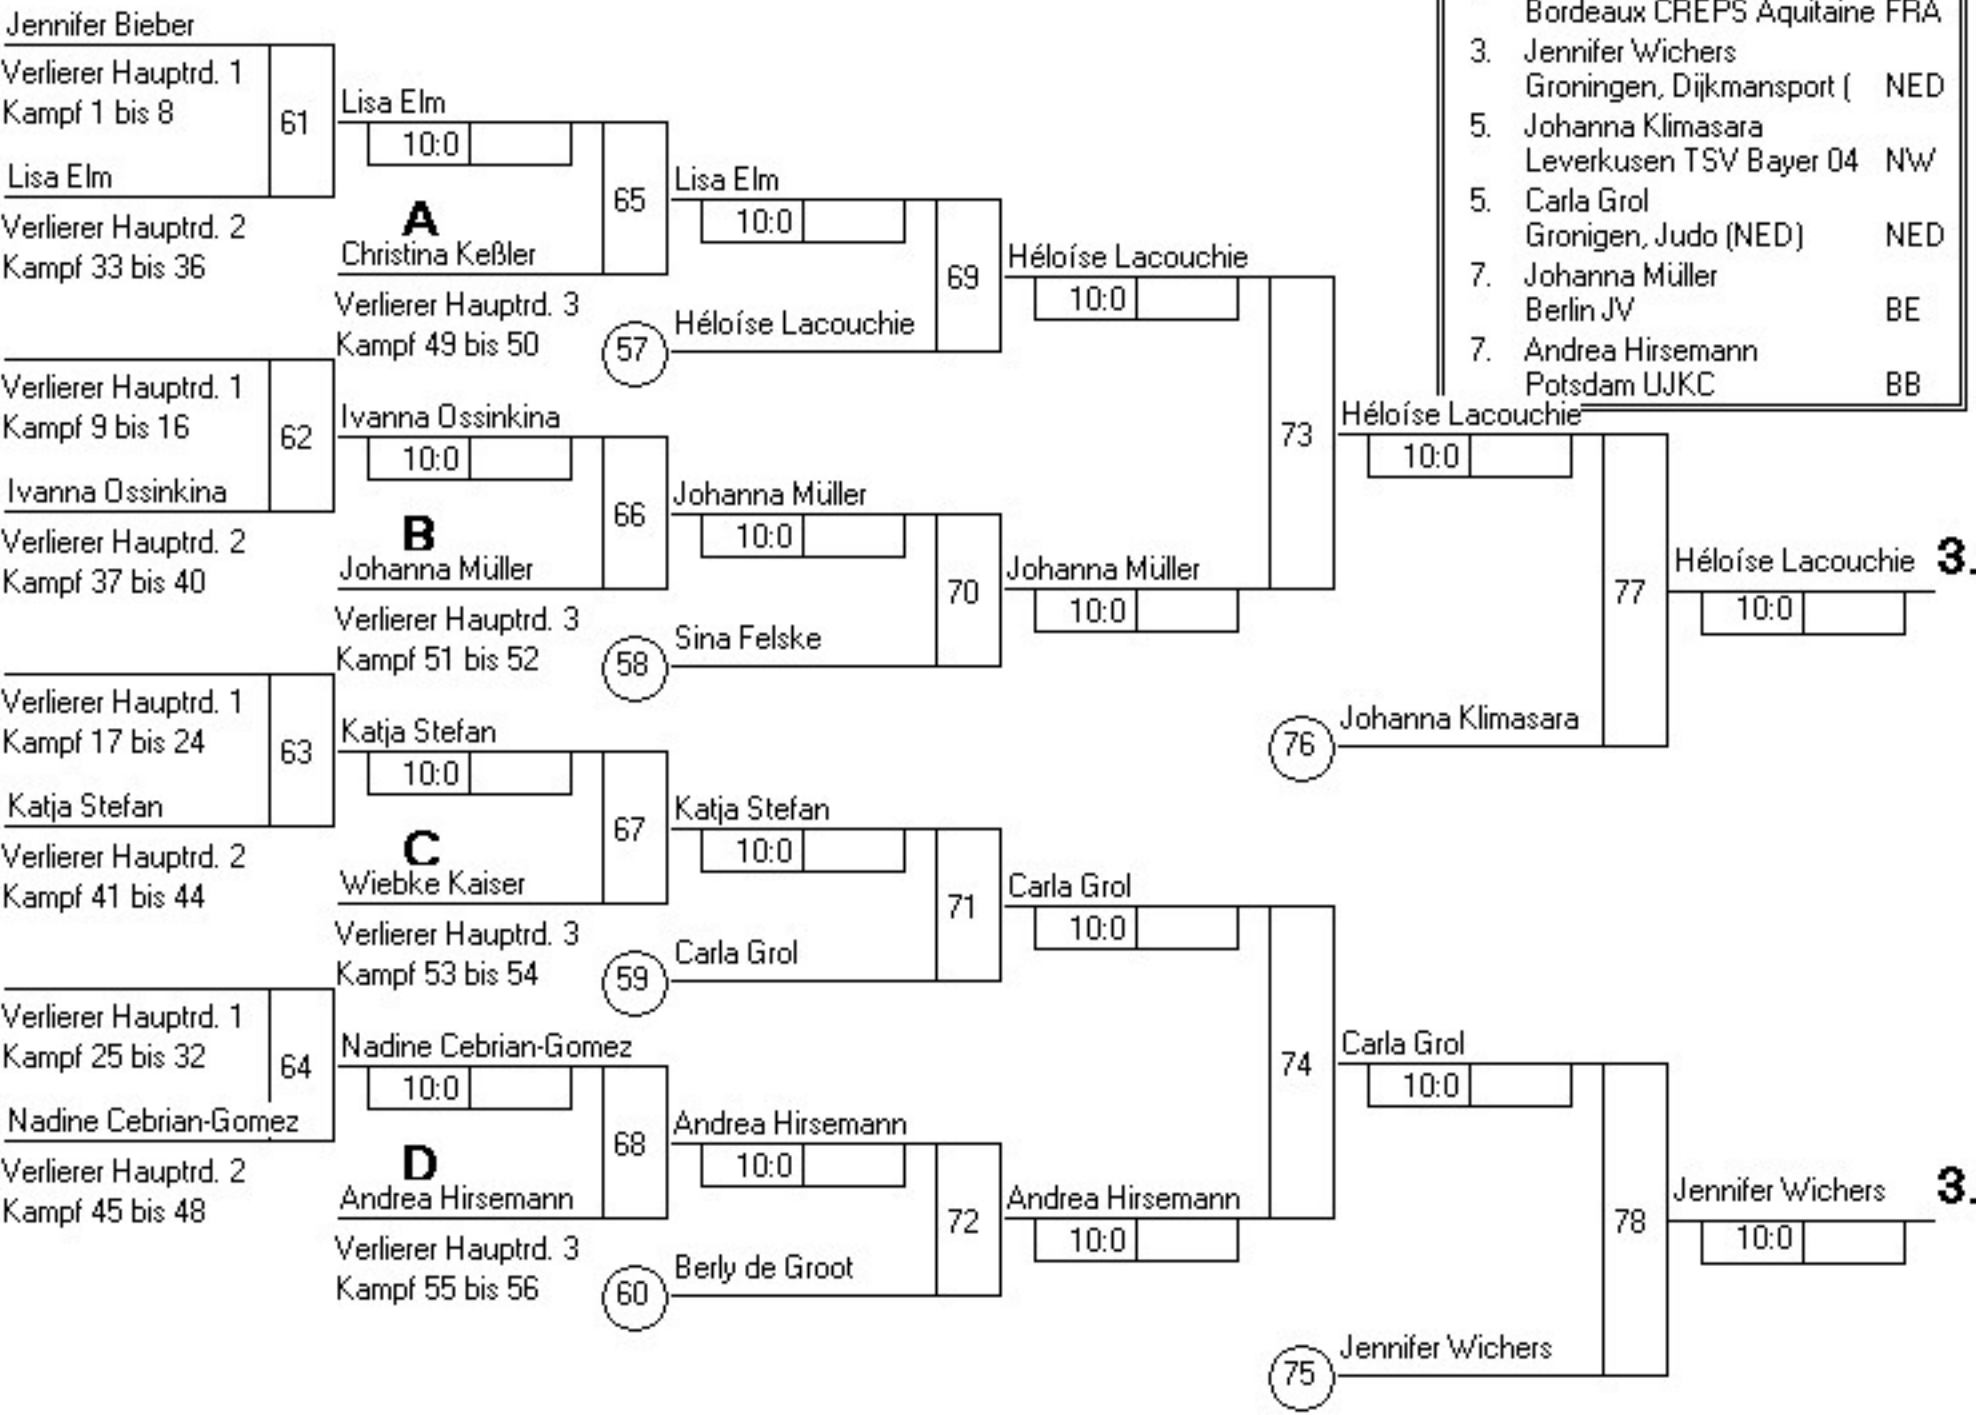 Jennifer Bieber
Verlierer Hauptrd. 1
Kampf 1 bis 8
61
Lisa Elm
Verlierer Hauptrd. 2
Kampf 33 bis 36
Verlierer Hauptrd. 1
Kampf 9 bis 16
62
Ivanna Ossinkina
Verlierer Hauptrd. 2
Kampf 37 bis 40
Verlierer Hauptrd. 1
Kampf 17 bis 24
63
Katja Stefan
Verlierer Hauptrd. 2
Kampf 41 bis 44
Verlierer Hauptrd. 1
Kampf 25 bis 32
64
Nadine Cebrian-Gomez
Verlierer Hauptrd. 2
Kampf 45 bis 48
Lisa Elm
10:0
65
A
Christina Keßler
Verlierer Hauptrd. 3
Kampf 49 bis 50
Ivanna Ossinkina
10:0
66
B
Johanna Müller
Verlierer Hauptrd. 3
Kampf 51 bis 52
Katja Stefan
10:0
67
C
Wiebke Kaiser
Verlierer Hauptrd. 3
Kampf 53 bis 54
Nadine Cebrian-Gomez
10:0
68
D
Andrea Hirsemann
Verlierer Hauptrd. 3
Kampf 55 bis 56
Lisa Elm
10:0
69
57
Héloíse Lacouchie
Johanna Müller
10:0
70
58
Sina Felske
Katja Stefan
10:0
71
59
Carla Grol
Andrea Hirsemann
10:0
72
60
Berly de Groot
Héloíse Lacouchie
10:0
73
Johanna Müller
10:0
Carla Grol
10:0
74
Andrea Hirsemann
10:0
Héloíse Lacouchie
10:0
77
76
Johanna Klimasara
Carla Grol
10:0
78
75
Jennifer Wichers
Héloíse Lacouchie 3.
10:0
Jennifer Wichers 3.
10:0
Bordeaux CREPS Aquitaine FRA
3. Jennifer Wichers
Groningen, Dijkmansport ( NED
5. Johanna Klimasara
Leverkusen TSV Bayer 04 NW
5. Carla Grol
Gronigen, Judo (NED) NED
7. Johanna Müller
Berlin JV BE
7. Andrea Hirsemann
Potsdam UJKC BB